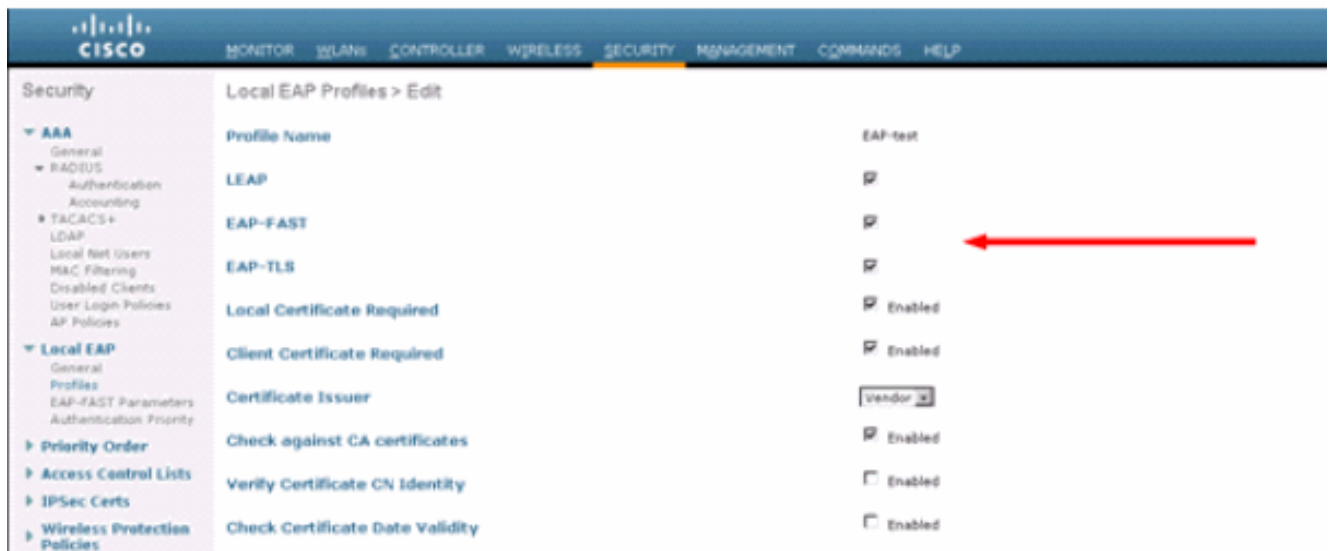 CISCO
MONITOR WLANs CONTROLLER WIRELESS SECURITY MANAGEMENT COMMANDS HELP
Security
AAA
General
RADIUS
Authentication
Accounting
TACACS+
LDAP
Local Net Users
MAC Filtering
Disabled Clients
User Login Policies
AP Policies
Local EAP
General
Profiles
EAP-FAST Parameters
Authentication Priority
Priority Order
Access Control Lists
IPSec Certs
Wireless Protection
Policies
Local EAP Profiles > Edit
Profile Name EAP-test
LEAP
EAP-FAST
EAP-TLS
Local Certificate Required Enabled
Client Certificate Required Enabled
Certificate Issuer Vendor
Check against CA certificates Enabled
Verify Certificate CN Identity Enabled
Check Certificate Date Validity Enabled